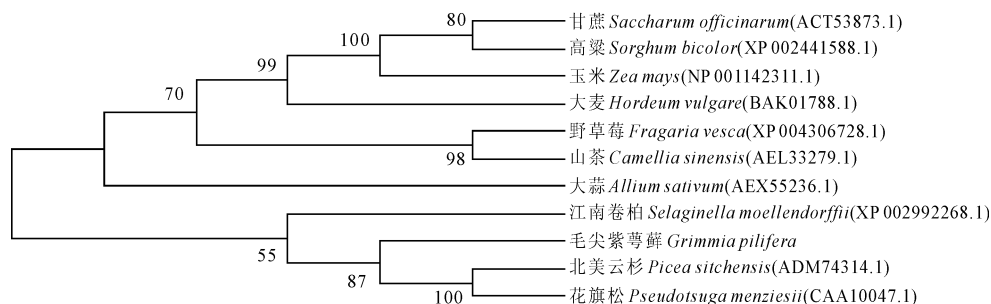 80
甘蔗 Saccharum officinarum(ACT53873.1)
高粱 Sorghum bicolor(XP 002441588.1)
100
玉米 Zea mays(NP 001142311.1)
99
大麦 Hordeum vulgare(BAK01788.1)
70
野草莓 Fragaria vesca(XP 004306728.1)
98
山茶 Camellia sinensis(AEL33279.1)
大蒜 Allium sativum(AEX55236.1)
江南卷柏 Selaginella moellendorffii(XP 002992268.1)
55
毛尖紫萼藓 Grimmia pilifera
87
北美云杉 Picea sitchensis(ADM74314.1)
100
花旗松 Pseudotsuga menziesii(CAA10047.1)